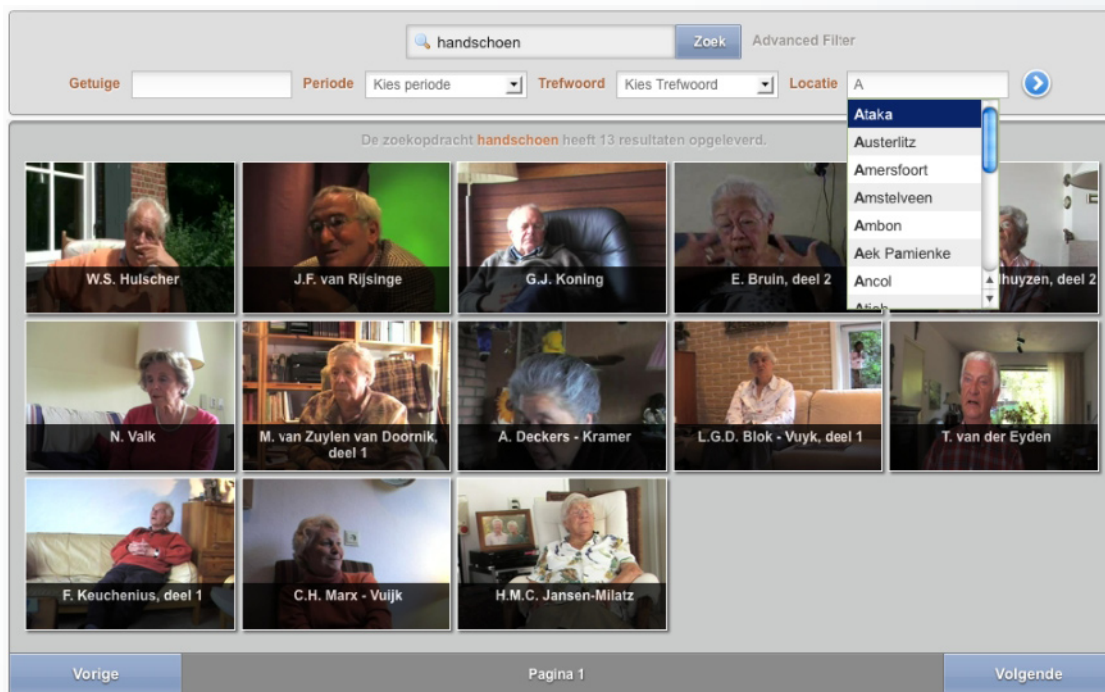 handschoen
Zoek
Advanced Filter
Getuige
Periode
Kies periode
Trefwoord
Kies Trefwoord
Locatie
A
Ataka
Austerlitz
Amersfoort
Amstelveen
Ambon
Aek Pamienke
Ancol
De zoekopdracht handschoen heeft 13 resultaten opgeleverd.
W.S. Hulscher
J.F. van Rijsinge
G.J. Koning
E. Bruin, deel 2
huyzen, deel 2
N. Valk
M. van Zuylen van Doornik,
deel 1
A. Deckers - Kramer
L.G.D. Blok - Vuyk, deel 1
T. van der Eyden
F. Keuchenius, deel 1
C.H. Marx - Vuijk
H.M.C. Jansen-Milatz
Vorige
Pagina 1
Volgende